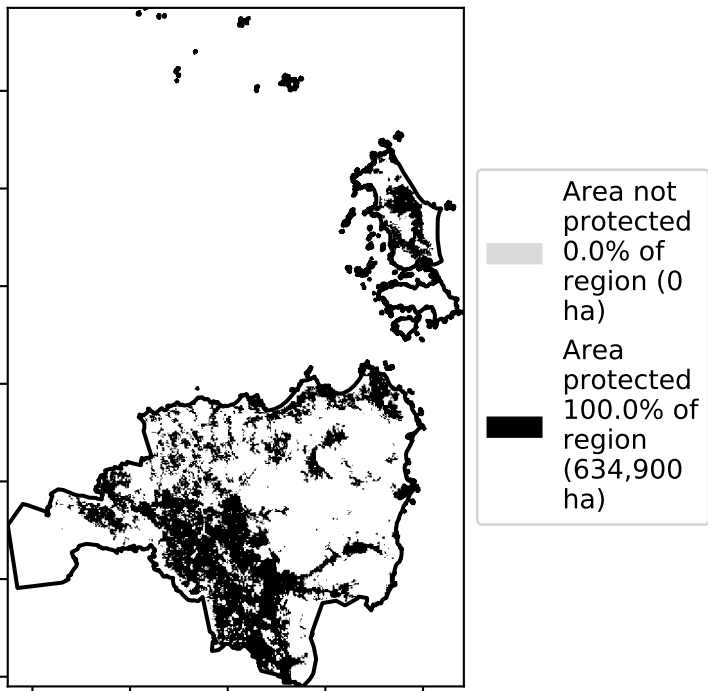 Area not
protected
0.0% of
region (0
ha)
Area
protected
100.0% of
region
(634,900
ha)